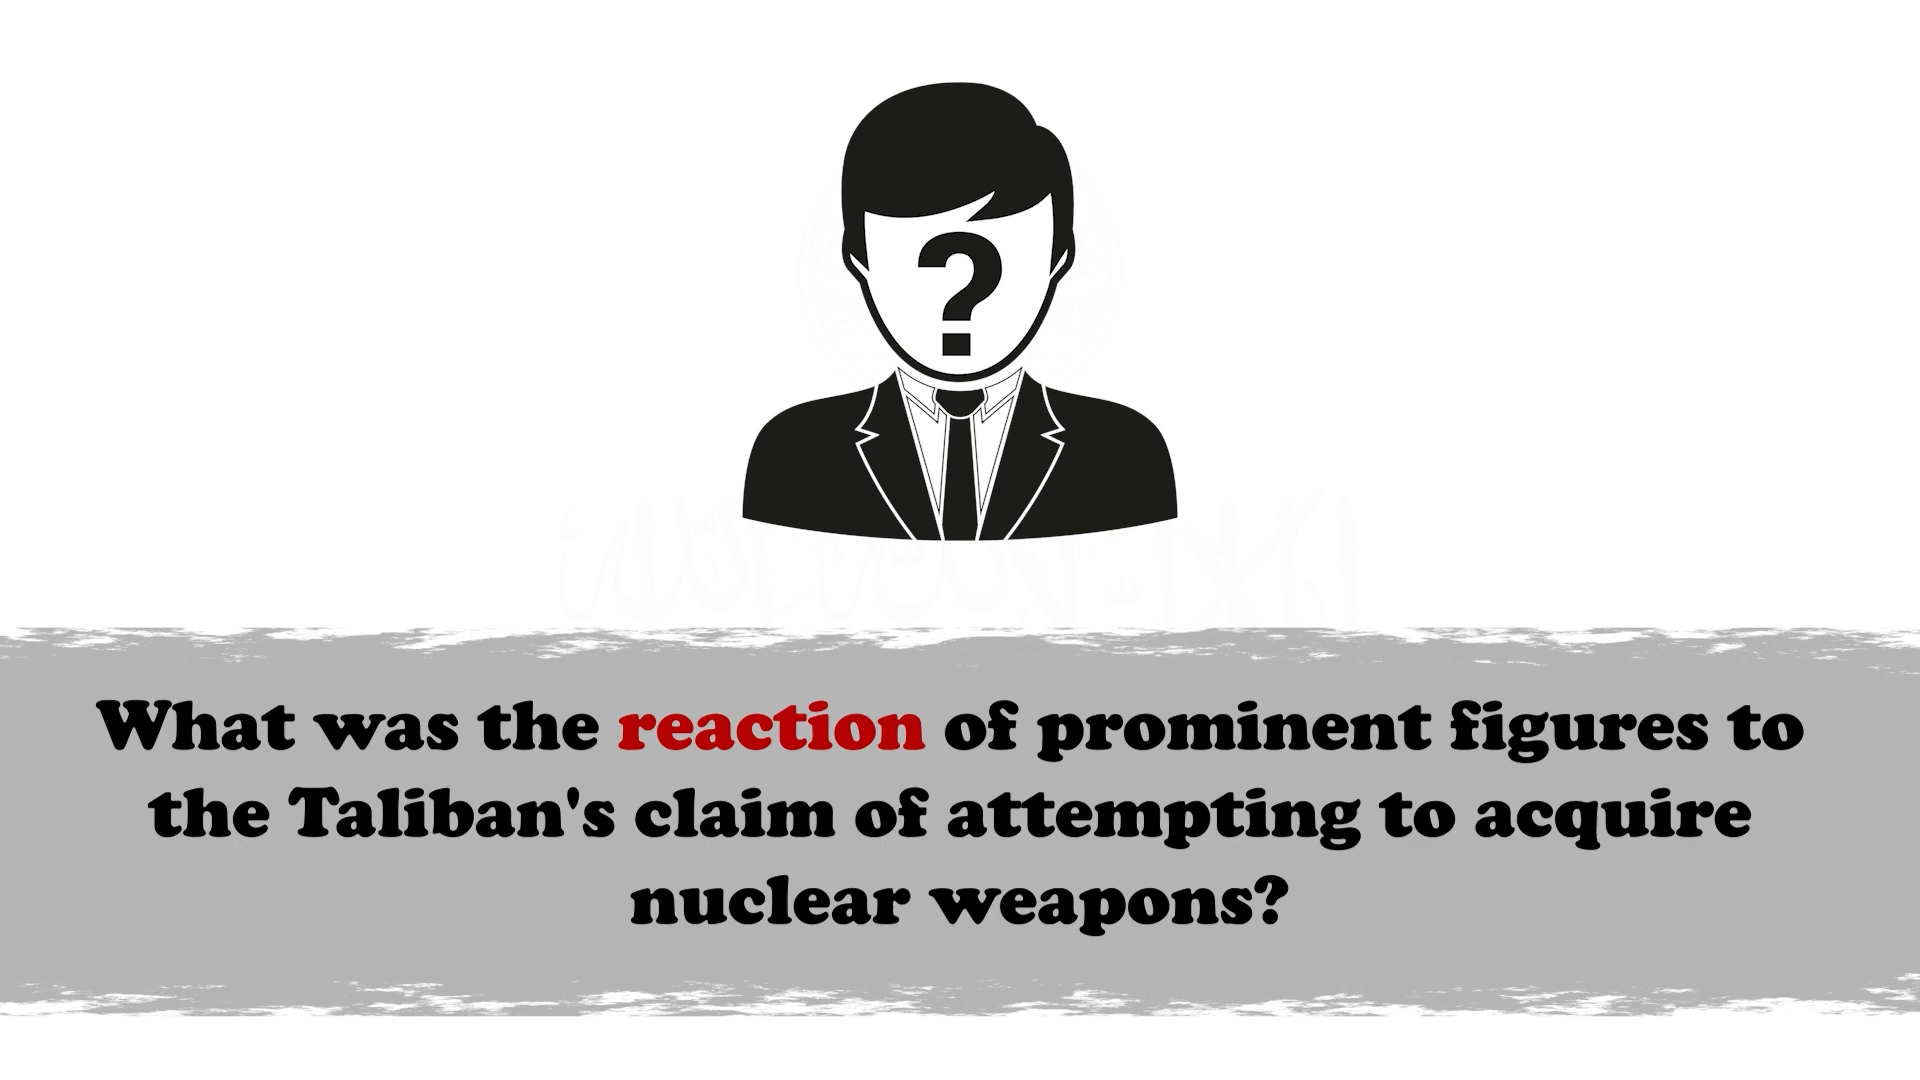 ?
What was the reaction of prominent figures to
the Taliban's claim of attempting to acquire
nuclear weapons?